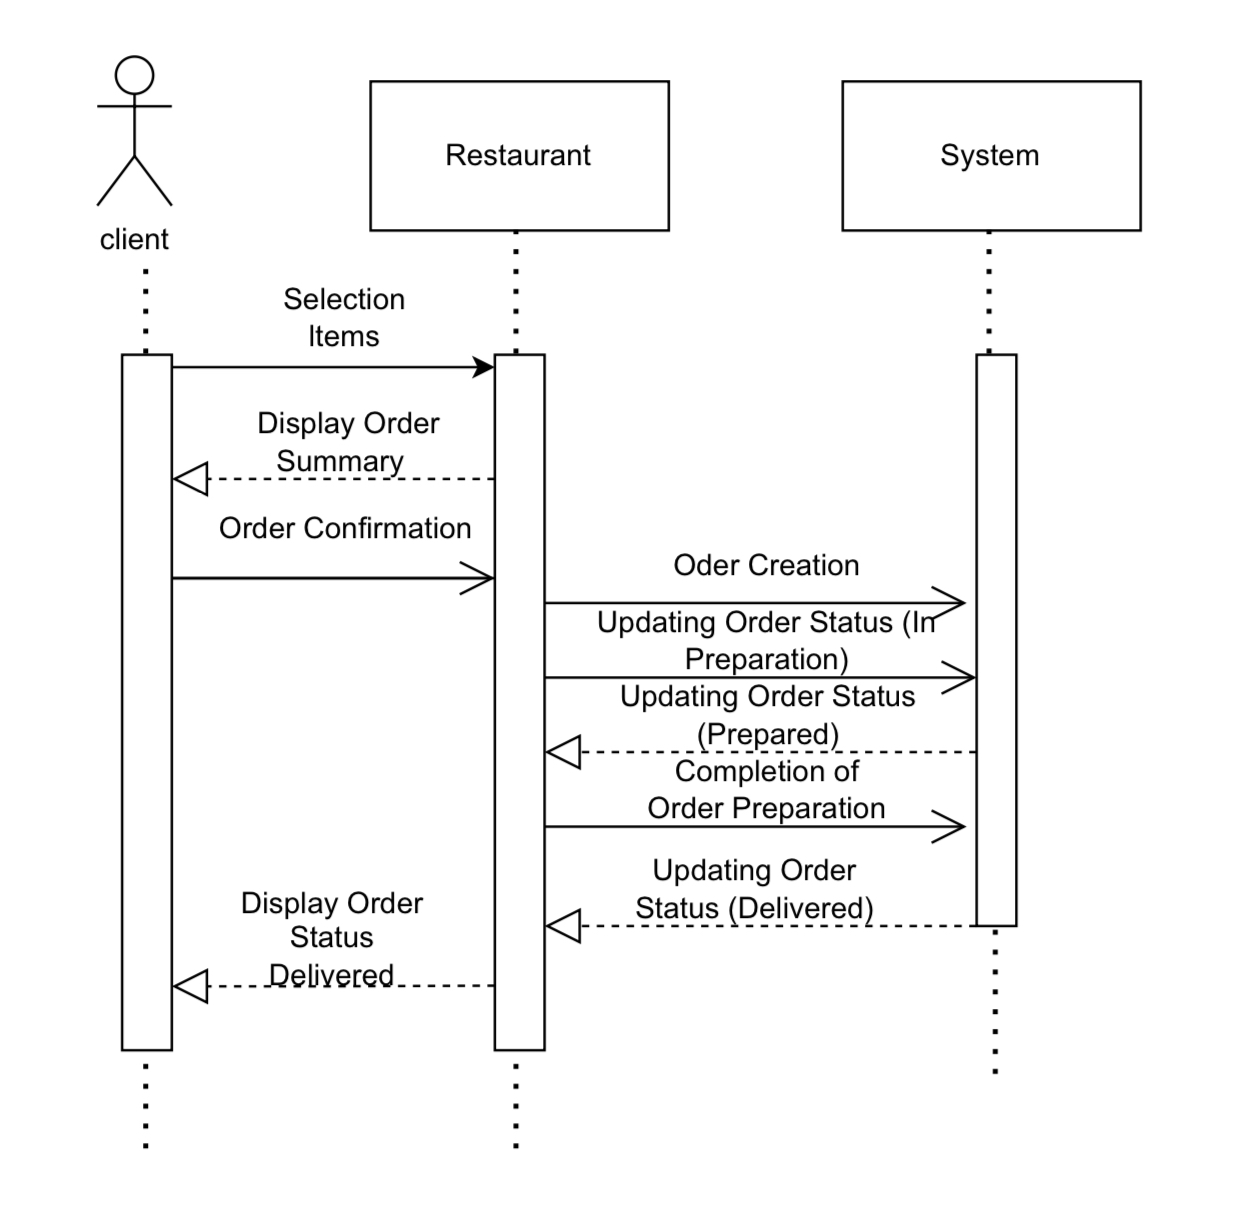 Restaurant
System
client
Selection
Items
Display Order
Summary
Order Confirmation
Oder Creation
Updating Order Status (In
Preparation)
Updating Order Status
(Prepared)
Completion of
Order Preparation
Updating Order
Status (Delivered)
Display Order
Status
Delivered